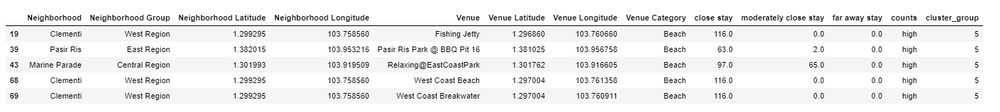 Neighborhood Neighborhood Group Neighborhood Latitude Neighborhood Longitude Venue Venue Latitude Venue Longitude Venue Category close stay moderately close stay far away stay counts cluster_group
19 Clementi West Region 1.299295 103.758560 Fishing Jetty 1.296860 103.760660 Beach 116.0 0.0 0.0 high 5
39 Pasir Ris East Region 1.382015 103.953216 Pasir Ris Park @ BBQ Pit 16 1.381025 103.956758 Beach 63.0 2.0 0.0 high 5
43 Marine Parade Central Region 1.301993 103.919509 Relaxing@EastCoastPark 1.301762 103.916605 Beach 97.0 65.0 0.0 high 5
68 Clementi West Region 1.299295 103.758560 West Coast Beach 1.297004 103.761358 Beach 116.0 0.0 0.0 high 5
69 Clementi West Region 1.299295 103.758560 West Coast Breakwater 1.297004 103.760911 Beach 116.0 0.0 0.0 high 5